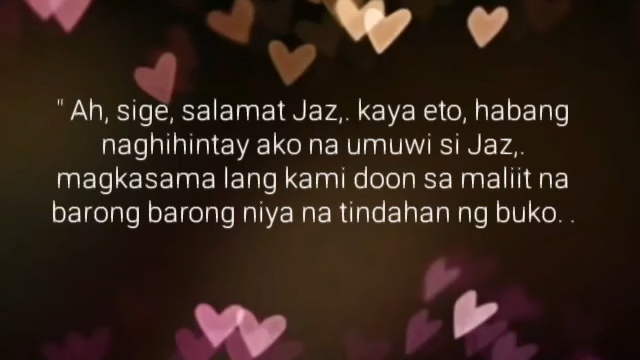 " Ah, sige, salamat Jaz,. kaya eto, habang
naghihintay ako na umuwi si Jaz,.
magkasama lang kami doon sa maliit na
barong barong niya na tindahan ng buko. .